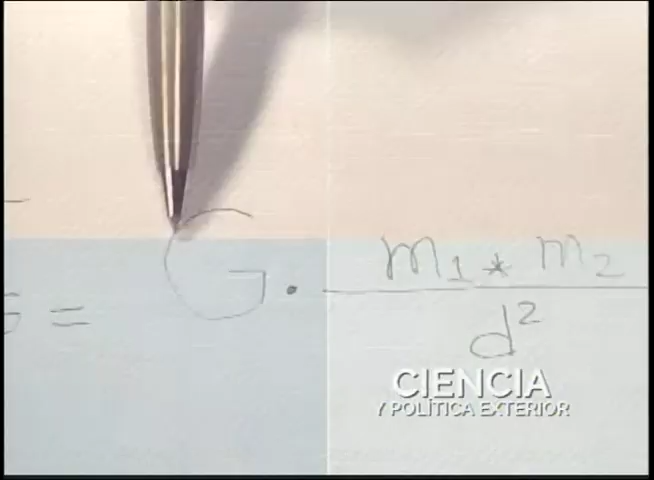 = G · m₁ * m₂
d²
CIENCIA
Y POLÍTICA EXTERIOR